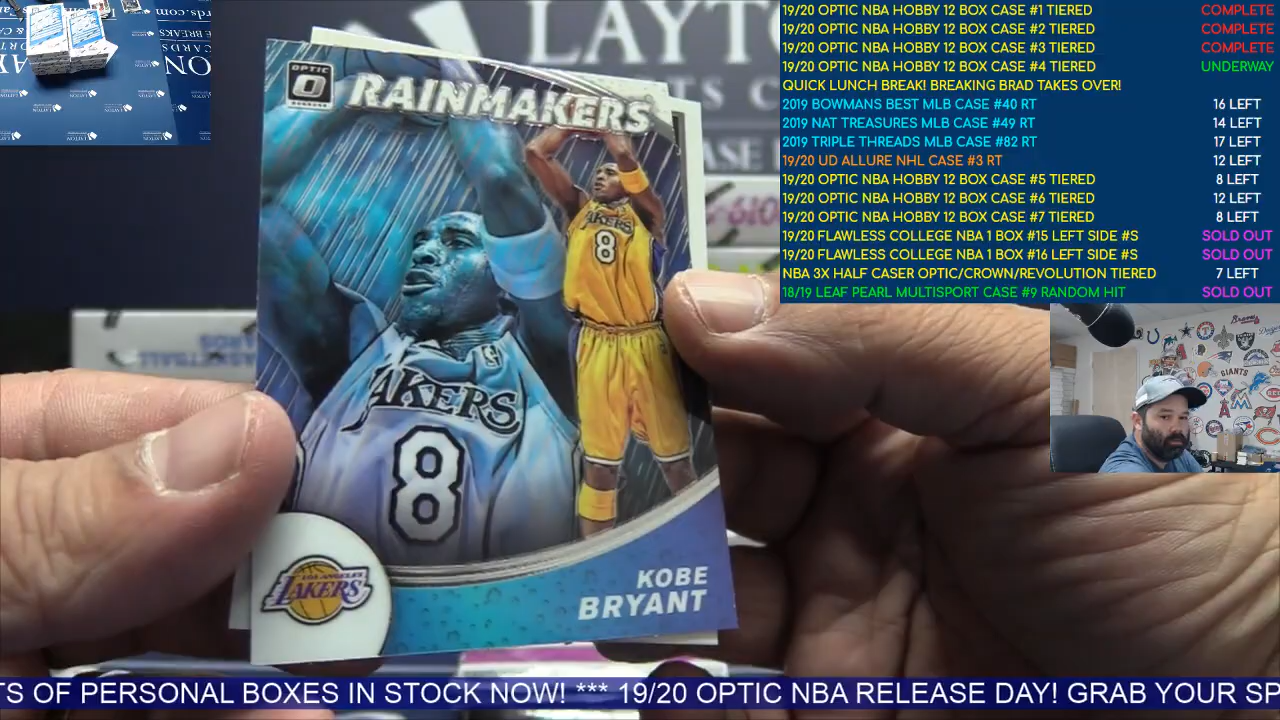 OPTIC
RAINMAKERS
LAKERS
8
LAKERS
8
LOS ANGELES
LAKERS
KOBE
BRYANT
19/20 OPTIC NBA HOBBY 12 BOX CASE #1 TIERED COMPLETE
19/20 OPTIC NBA HOBBY 12 BOX CASE #2 TIERED COMPLETE
19/20 OPTIC NBA HOBBY 12 BOX CASE #3 TIERED COMPLETE
19/20 OPTIC NBA HOBBY 12 BOX CASE #4 TIERED UNDERWAY
QUICK LUNCH BREAK! BREAKING BRAD TAKES OVER!
2019 BOWMANS BEST MLB CASE #40 RT 16 LEFT
2019 NAT TREASURES MLB CASE #49 RT 14 LEFT
2019 TRIPLE THREADS MLB CASE #82 RT 17 LEFT
19/20 UD ALLURE NHL CASE #3 RT 12 LEFT
19/20 OPTIC NBA HOBBY 12 BOX CASE #5 TIERED 8 LEFT
19/20 OPTIC NBA HOBBY 12 BOX CASE #6 TIERED 12 LEFT
19/20 OPTIC NBA HOBBY 12 BOX CASE #7 TIERED 8 LEFT
19/20 FLAWLESS COLLEGE NBA 1 BOX #15 LEFT SIDE #S SOLD OUT
19/20 FLAWLESS COLLEGE NBA 1 BOX #16 LEFT SIDE #S SOLD OUT
NBA 3X HALF CASER OPTIC/CROWN/REVOLUTION TIERED 7 LEFT
18/19 LEAF PEARL MULTISPORT CASE #9 RANDOM HIT SOLD OUT
LAYTO
TS OF PERSONAL BOXES IN STOCK NOW! *** 19/20 OPTIC NBA RELEASE DAY! GRAB YOUR SP